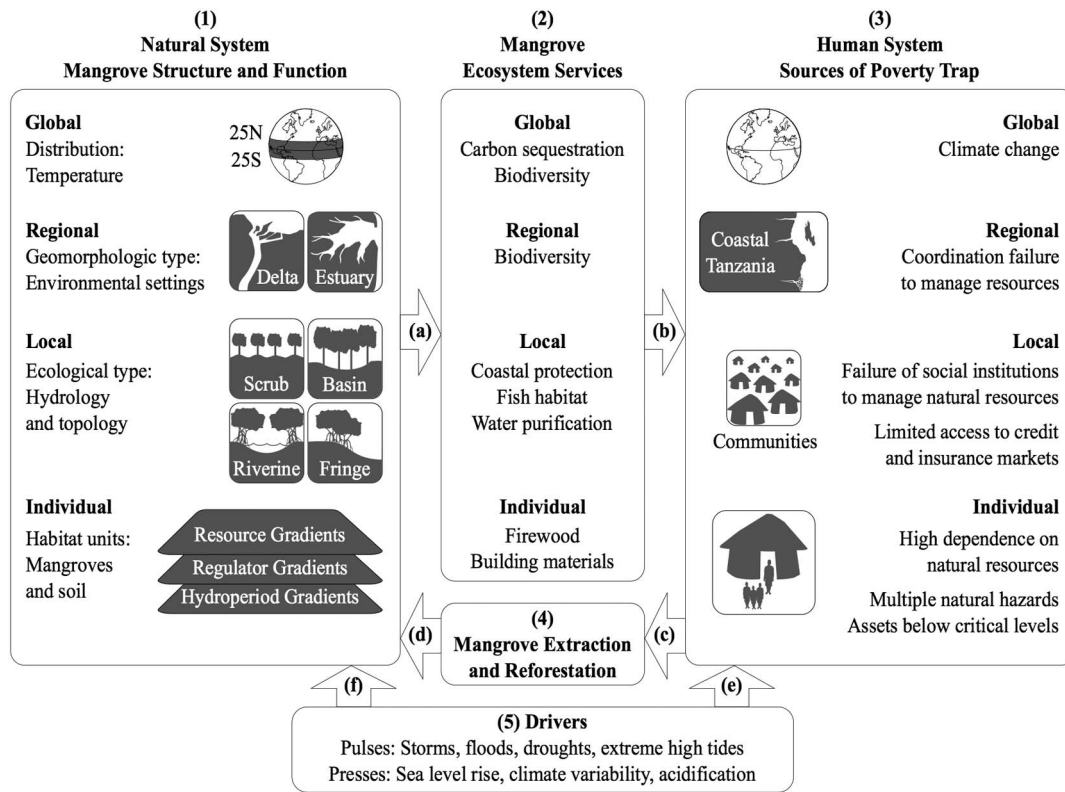 (1)
Natural System
Mangrove Structure and Function
Global
Distribution:
Temperature
25N
25S
Regional
Geomorphologic type:
Environmental settings
Delta
Estuary
Local
Ecological type:
Hydrology
and topology
Scrub
Basin
Riverine
Fringe
Individual
Habitat units:
Mangroves
and soil
Resource Gradients
Regulator Gradients
Hydroperiod Gradients
(a)
(2)
Mangrove
Ecosystem Services
Global
Carbon sequestration
Biodiversity
Regional
Biodiversity
Local
Coastal protection
Fish habitat
Water purification
Individual
Firewood
Building materials
(b)
(3)
Human System
Sources of Poverty Trap
Global
Climate change
Coastal
Tanzania
Regional
Coordination failure
to manage resources
Communities
Local
Failure of social institutions
to manage natural resources
Limited access to credit
and insurance markets
Individual
High dependence on
natural resources
Multiple natural hazards
Assets below critical levels
(c)
(4)
Mangrove Extraction
and Reforestation
(d)
(e)
(f)
(5) Drivers
Pulses: Storms, floods, droughts, extreme high tides
Presses: Sea level rise, climate variability, acidification